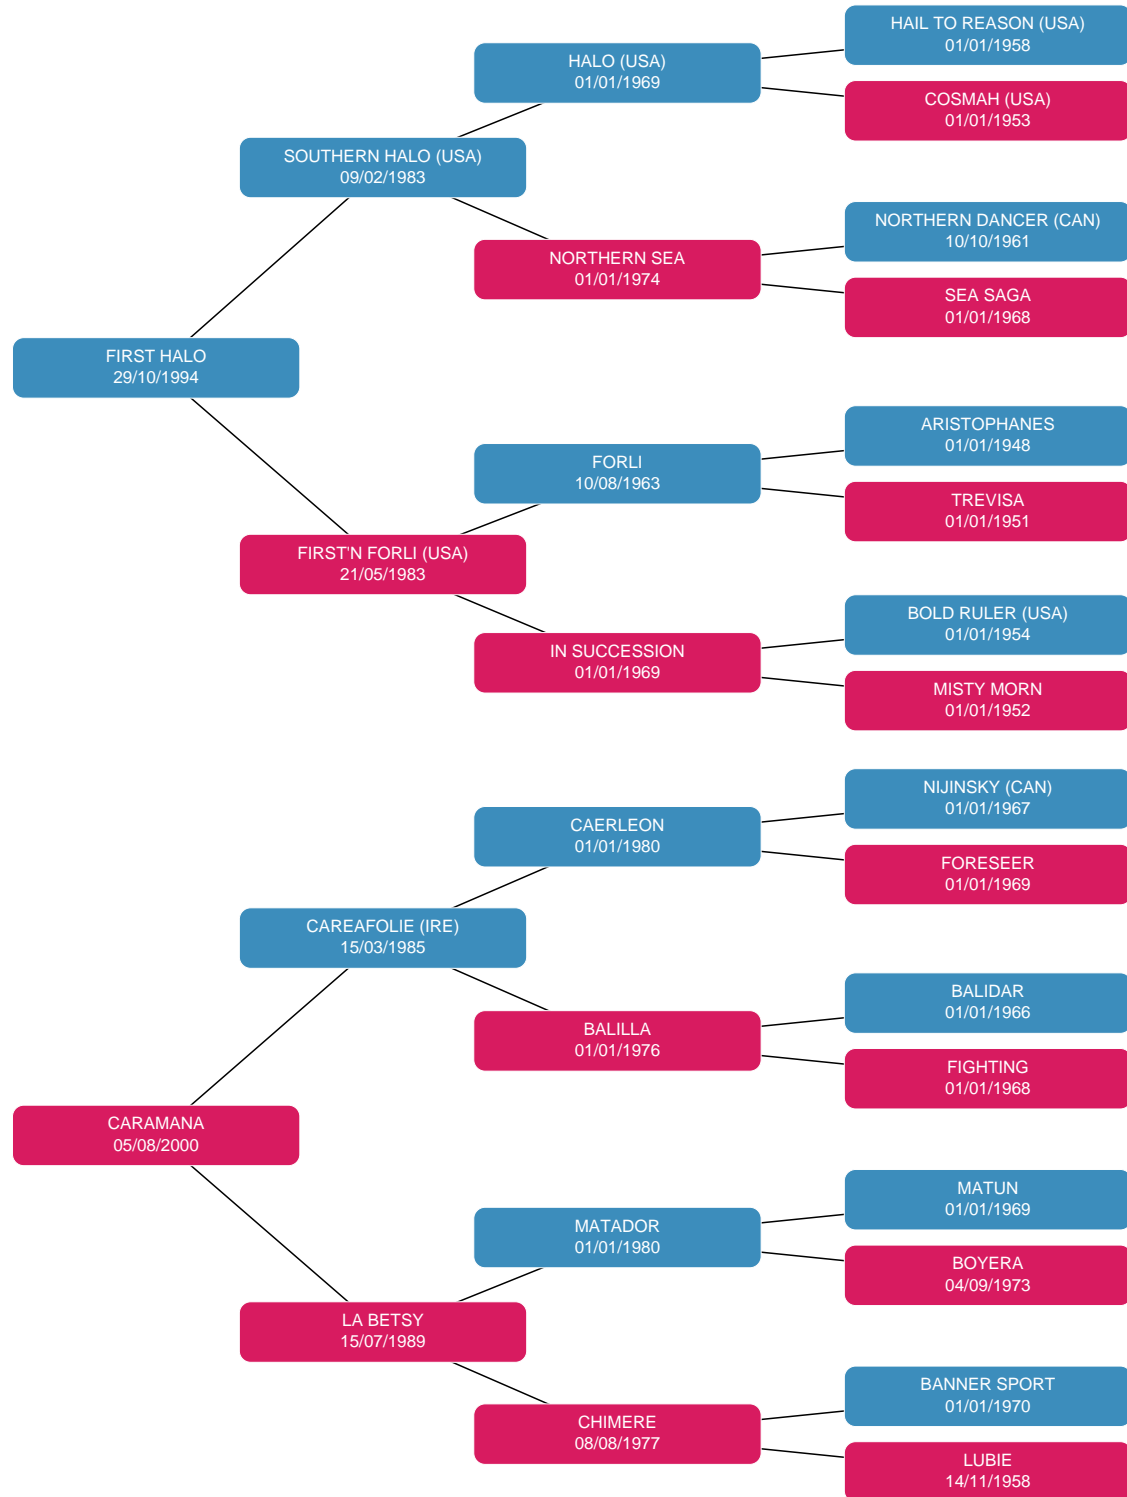 HAIL TO REASON (USA)
01/01/1958
HALO (USA)
01/01/1969
COSMAH (USA)
01/01/1953
SOUTHERN HALO (USA)
09/02/1983
NORTHERN DANCER (CAN)
10/10/1961
NORTHERN SEA
01/01/1974
SEA SAGA
01/01/1968
FIRST HALO
29/10/1994
ARISTOPHANES
01/01/1948
FORLI
10/08/1963
TREVISA
01/01/1951
FIRST'N FORLI (USA)
21/05/1983
BOLD RULER (USA)
01/01/1954
IN SUCCESSION
01/01/1969
MISTY MORN
01/01/1952
NIJINSKY (CAN)
01/01/1967
CAERLEON
01/01/1980
FORESEER
01/01/1969
CAREAFOLIE (IRE)
15/03/1985
BALIDAR
01/01/1966
BALILLA
01/01/1976
FIGHTING
01/01/1968
CARAMANA
05/08/2000
MATUN
01/01/1969
MATADOR
01/01/1980
BOYERA
04/09/1973
LA BETSY
15/07/1989
BANNER SPORT
01/01/1970
CHIMERE
08/08/1977
LUBIE
14/11/1958